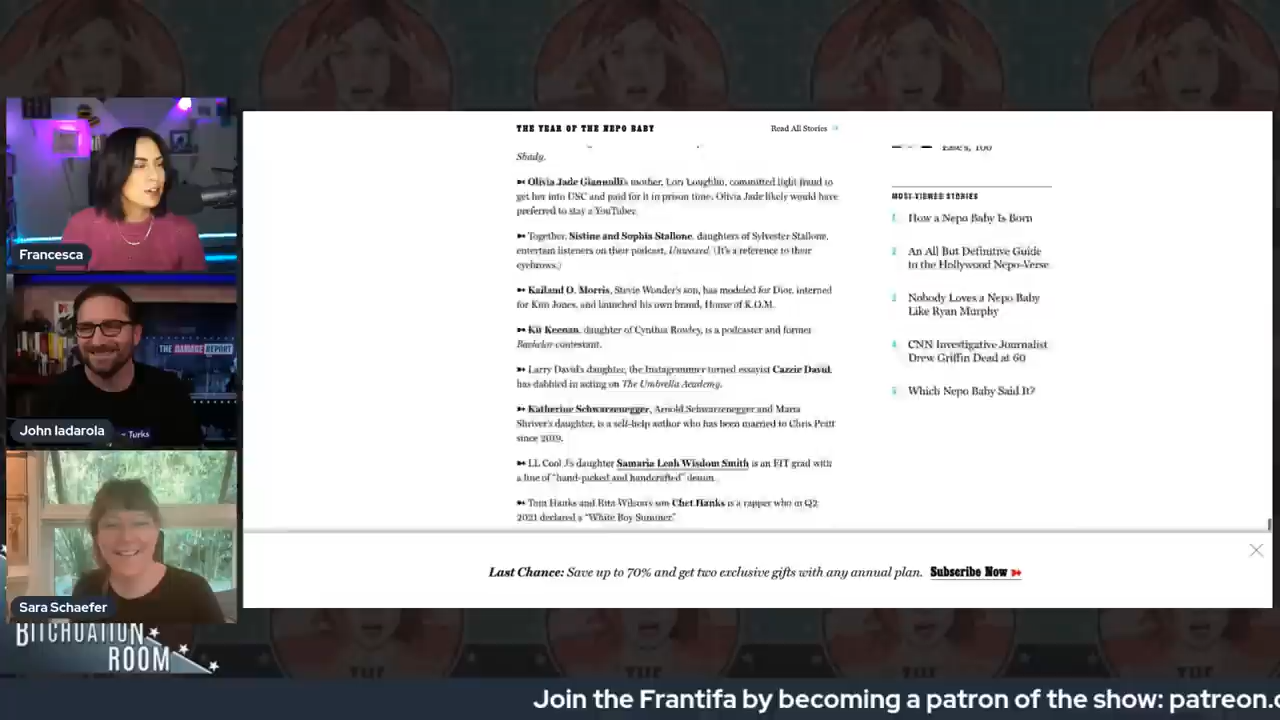 THE YEAR OF THE NEPO BABY
Read All Stories
Shady.
Olivia Jade Giannulli's mother, Lori Loughlin, committed light fraud to
get her into USC and paid for it in prison time. Olivia Jade likely would have
preferred to stay a YouTuber.
Together, Sistine and Sophia Stallone, daughters of Sylvester Stallone,
entertain listeners on their podcast, Unwaxed. (It's a reference to their
eyebrows.)
Kailand O. Morris, Stevie Wonder's son, has modeled for Dior, interned
for Kim Jones, and launched his own brand, House of K.O.M.
Kit Keenan, daughter of Cynthia Rowley, is a podcaster and former
Bachelor contestant.
Larry David's daughter, the Instagrammer turned essayist Cazzie David,
has dabbled in acting on The Umbrella Academy.
Katherine Schwarzenegger, Arnold Schwarzenegger and Maria
Shriver's daughter, is a self-help author who has been married to Chris Pratt
since 2019.
LL Cool J's daughter Samaria Leah Wisdom Smith is an FIT grad with
a line of "hand-picked and handcrafted" denim.
Tom Hanks and Rita Wilson's son Chet Hanks is a rapper who in Q2
2021 declared a "White Boy Summer."
100
MOST VIEWED STORIES
1 How a Nepo Baby Is Born
2 An All But Definitive Guide
to the Hollywood Nepo-Verse
3 Nobody Loves a Nepo Baby
Like Ryan Murphy
4 CNN Investigative Journalist
Drew Griffin Dead at 60
5 Which Nepo Baby Said It?
Last Chance: Save up to 70% and get two exclusive gifts with any annual plan. Subscribe Now
Francesca
THE DAMAGE REPORT
John Iadarola
Turks
Sara Schaefer
BITCHUATION
ROOM
THE
THE
Join the Frantifa by becoming a patron of the show: patreon.